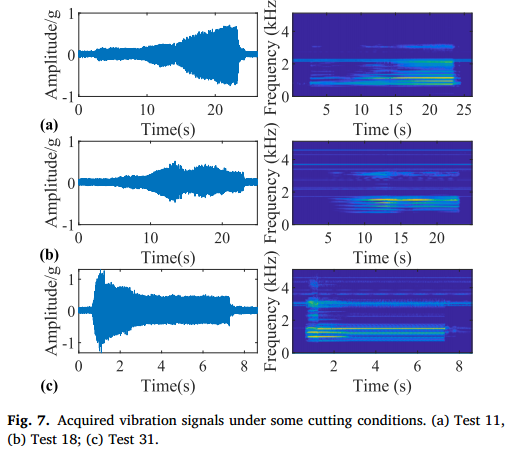 Amplitude/g
1
0
-1
0
10
20
Time(s)
(a)
Frequency (kHz)
4
2
0
5
10
15
20
25
Time (s)
Amplitude/g
1
0
-1
0
10
20
Time(s)
(b)
Frequency (kHz)
4
2
0
5
10
15
20
Time (s)
Amplitude/g
1
0
-1
0
2
4
6
8
Time(s)
(c)
Frequency (kHz)
4
2
0
2
4
6
8
Time (s)
Fig. 7. Acquired vibration signals under some cutting conditions. (a) Test 11,
(b) Test 18; (c) Test 31.